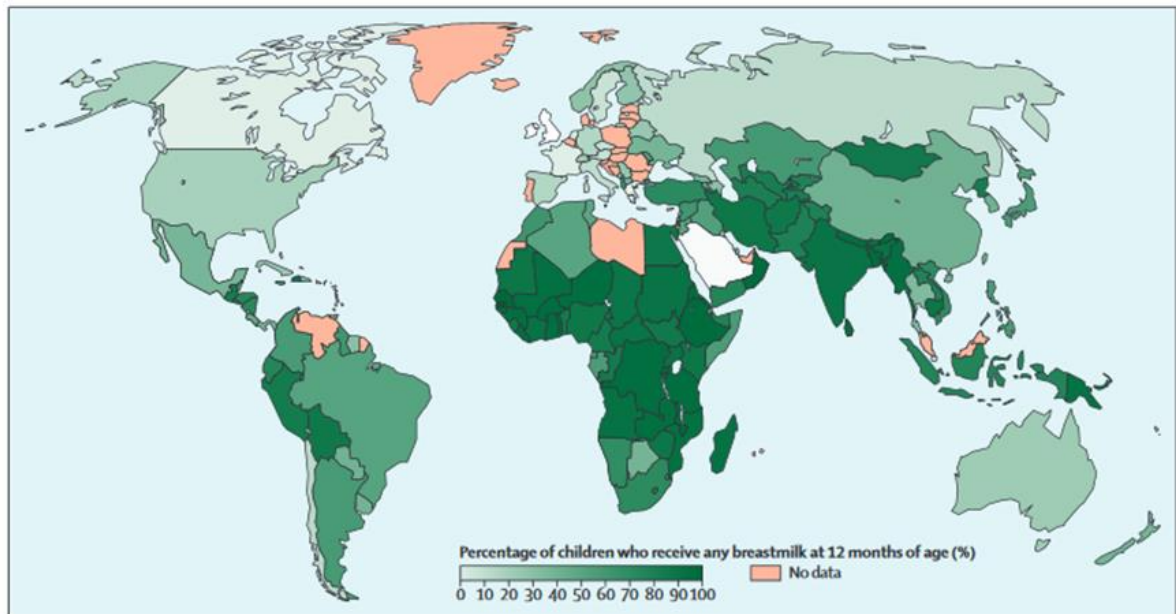 Percentage of children who receive any breastmilk at 12 months of age (%)
No data
0 10 20 30 40 50 60 70 80 90 100